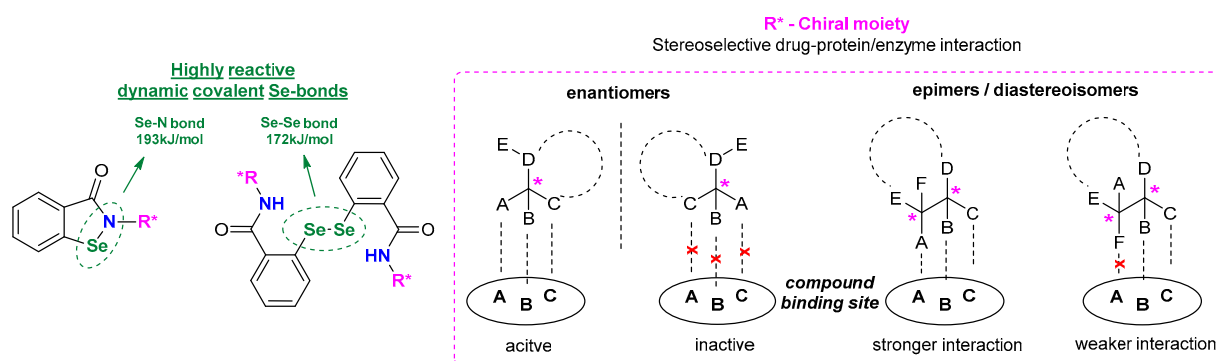 R* - Chiral moiety
Stereoselective drug-protein/enzyme interaction
Highly reactive
dynamic covalent Se-bonds
Se-N bond
193kJ/mol
Se-Se bond
172kJ/mol
O
N
R*
Se
*R
NH
O
Se
Se
O
HN
R*
enantiomers
epimers / diastereoisomers
E
D
*
A
B
C
A
B
C
acitve
E
D
*
C
B
A
x
x
x
A
B
C
inactive
compound
binding site
D
F
E
*
*
C
B
A
A
B
C
stronger interaction
D
A
E
*
*
C
B
F
x
A
B
C
weaker interaction